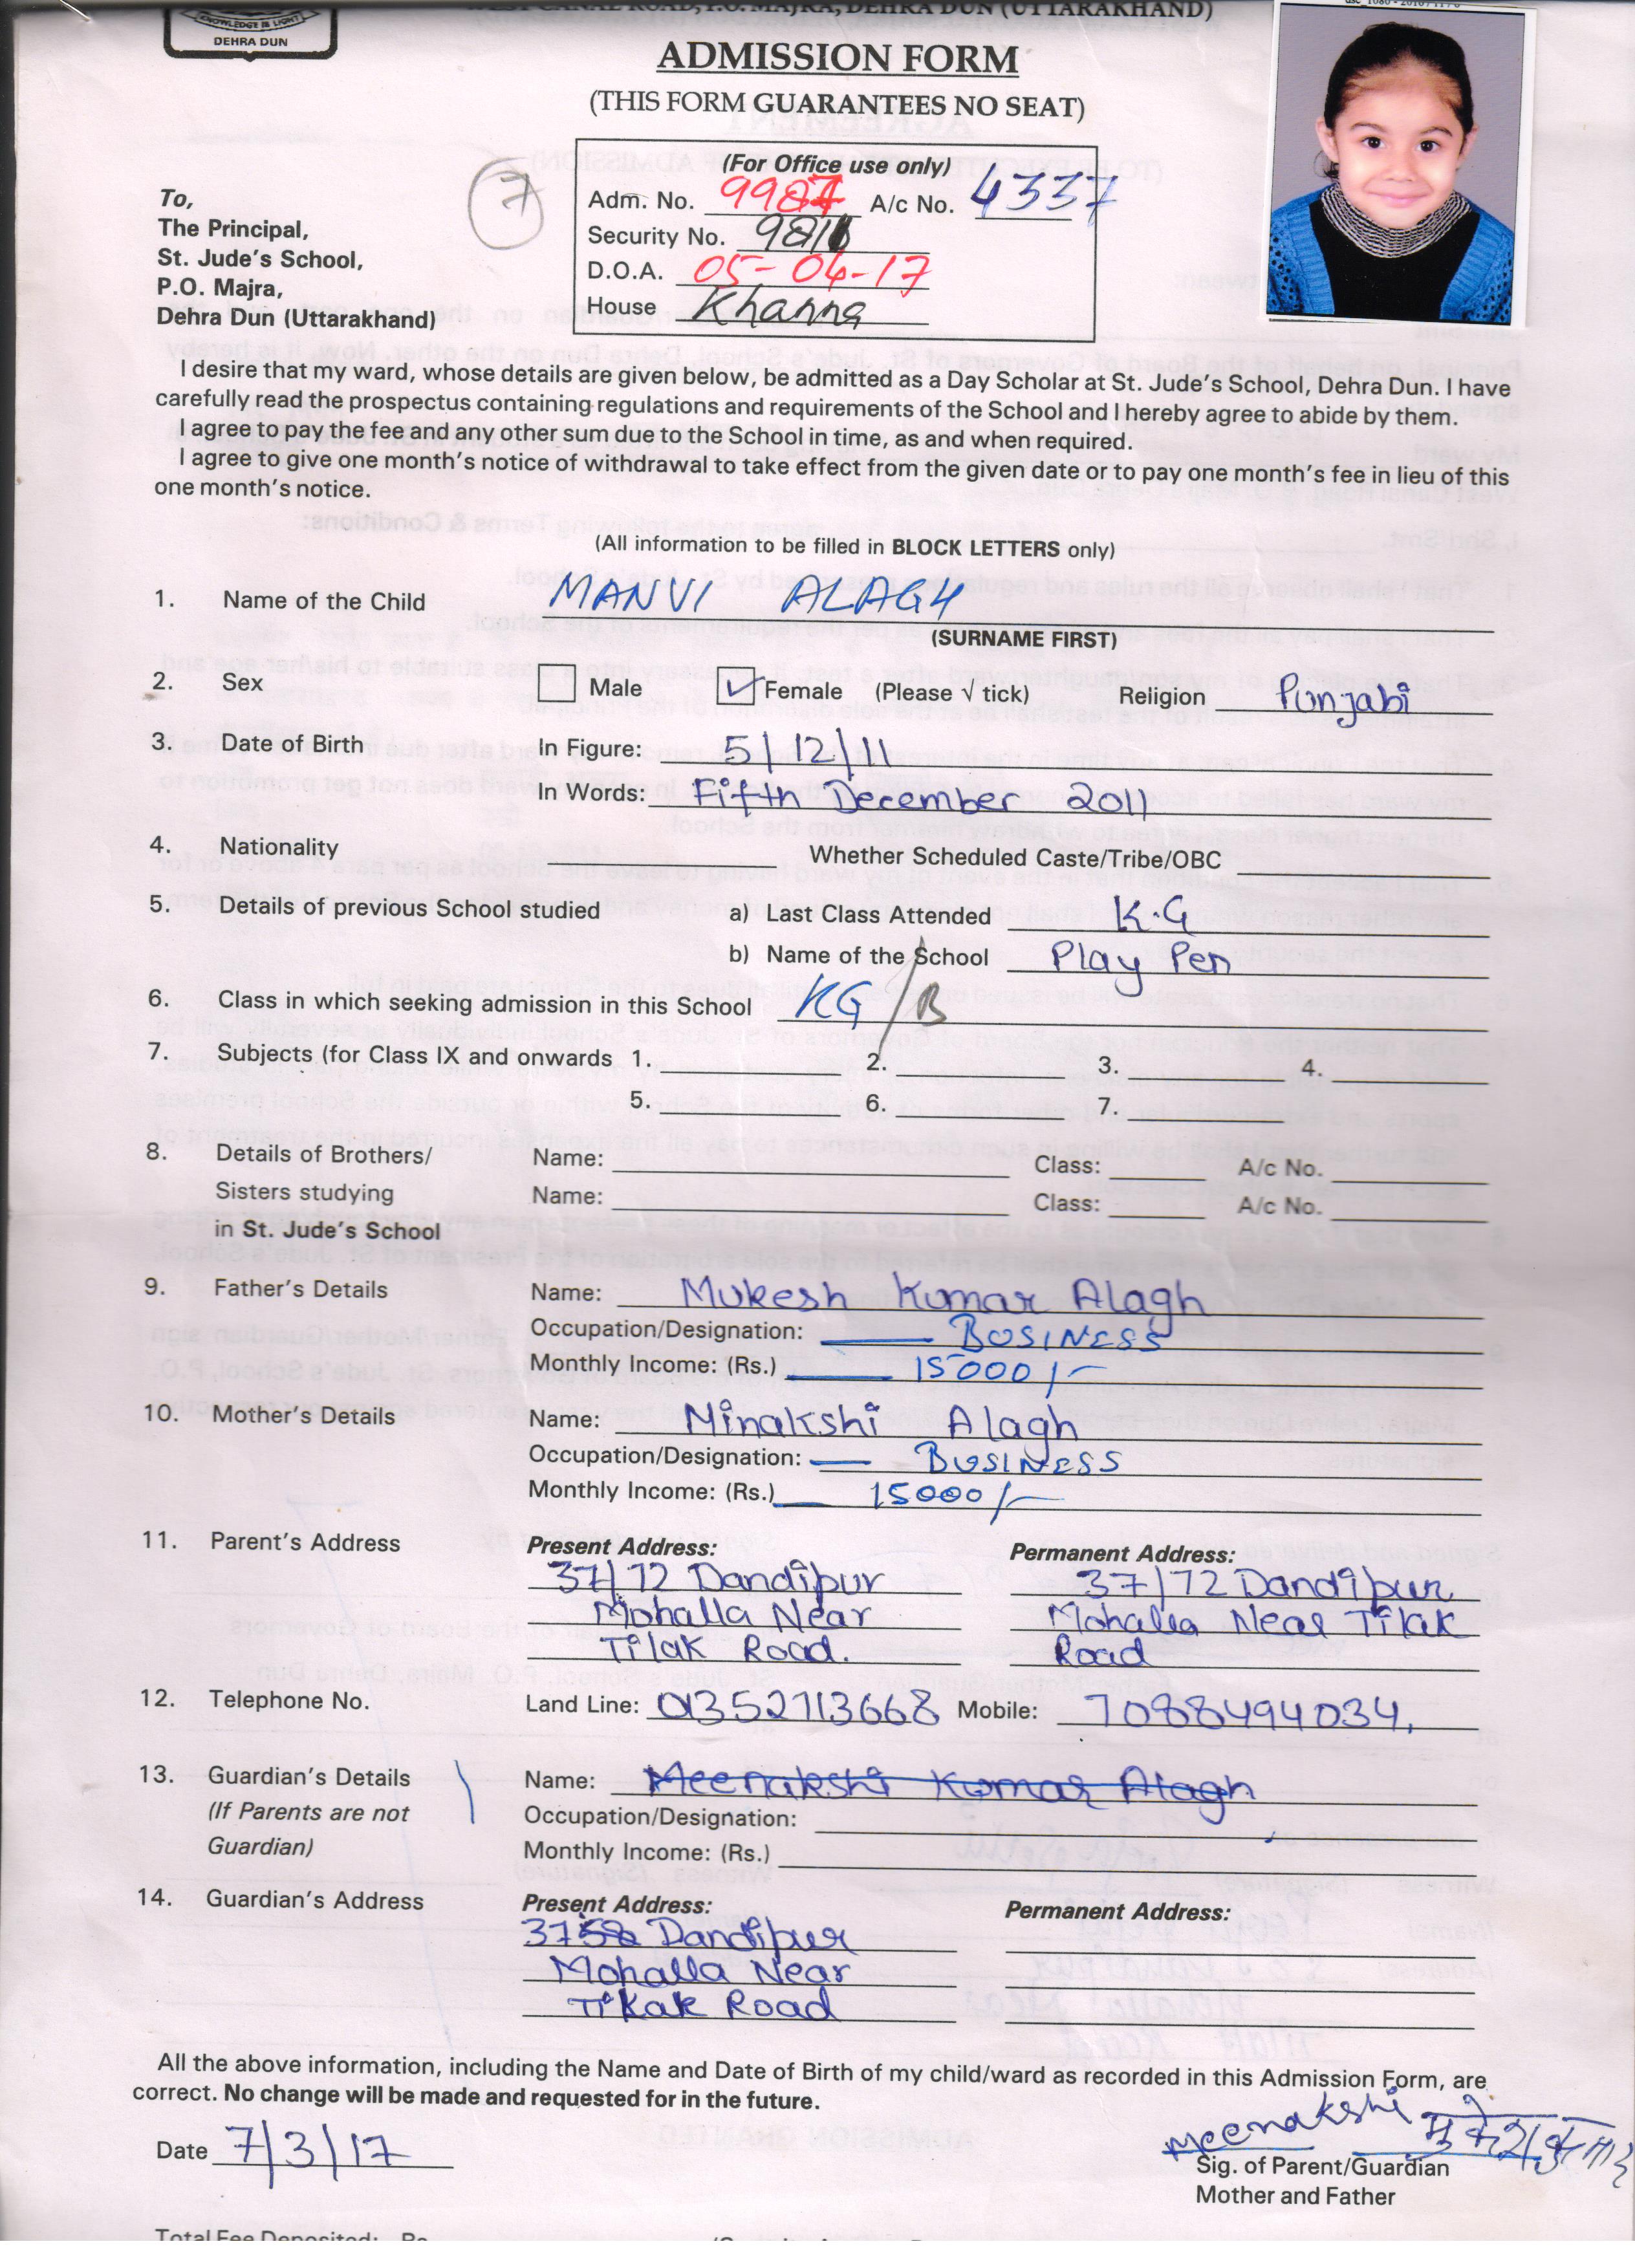 KNOWLEDGE IS LIGHT
DEHRA DUN
WEST CANAL ROAD, P.O. MAJRA, DEHRA DUN (UTTARAKHAND)
ADMISSION FORM
(THIS FORM GUARANTEES NO SEAT)
7
(For Office use only)
Adm. No. 9987 A/c No. 4337
Security No.
D.O.A. 05-04-17
House Khanna
To,
The Principal,
St. Jude's School,
P.O. Majra,
Dehra Dun (Uttarakhand)
I desire that my ward, whose details are given below, be admitted as a Day Scholar at St. Jude's School, Dehra Dun. I have
carefully read the prospectus containing regulations and requirements of the School and I hereby agree to abide by them.
I agree to pay the fee and any other sum due to the School in time, as and when required.
I agree to give one month's notice of withdrawal to take effect from the given date or to pay one month's fee in lieu of this
one month's notice.
(All information to be filled in BLOCK LETTERS only)
1. Name of the Child MANVI ALAGH
(SURNAME FIRST)
2. Sex Male Female (Please √ tick) Religion Punjabi
3. Date of Birth In Figure: 5/12/11
In Words: Fifth December 2011
4. Nationality Whether Scheduled Caste/Tribe/OBC
5. Details of previous School studied a) Last Class Attended K.G
b) Name of the School Play Pen
6. Class in which seeking admission in this School KG/B
7. Subjects (for Class IX and onwards 1. 2. 3. 4.
5. 6. 7.
8. Details of Brothers/ Name: Class: A/c No.
Sisters studying Name: Class: A/c No.
in St. Jude's School
9. Father's Details Name: Mukesh Kumar Alagh
Occupation/Designation: BUSINESS
Monthly Income: (Rs.) 15000/-
10. Mother's Details Name: Minakshi Alagh
Occupation/Designation: BUSINESS
Monthly Income: (Rs.) 15000/-
11. Parent's Address Present Address: Permanent Address:
37/72 Dandipur 37/72 Dandipur
Mohalla Near Mohalla Near Tilak
Tilak Road. Road
12. Telephone No. Land Line: 01352713668 Mobile: 7088494034,
13. Guardian's Details Name: Meenakshi Kumar Alagh
(If Parents are not Occupation/Designation:
Guardian) Monthly Income: (Rs.)
14. Guardian's Address Present Address: Permanent Address:
Dandipur
Mohalla Near
Tikak Road
All the above information, including the Name and Date of Birth of my child/ward as recorded in this Admission Form, are
correct. No change will be made and requested for in the future.
Date 7/3/17 Meenakshi
Sig. of Parent/Guardian
Mother and Father
Total Fee Deposited: Rs.